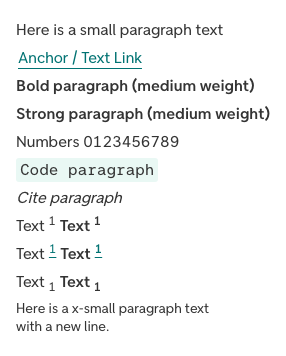 Here is a small paragraph text
Anchor / Text Link
Bold paragraph (medium weight)
Strong paragraph (medium weight)
Numbers 0123456789
Code paragraph
Cite paragraph
Text 1 Text 1
Text 1 Text 1
Text 1 Text 1
Here is a x-small paragraph text
with a new line.